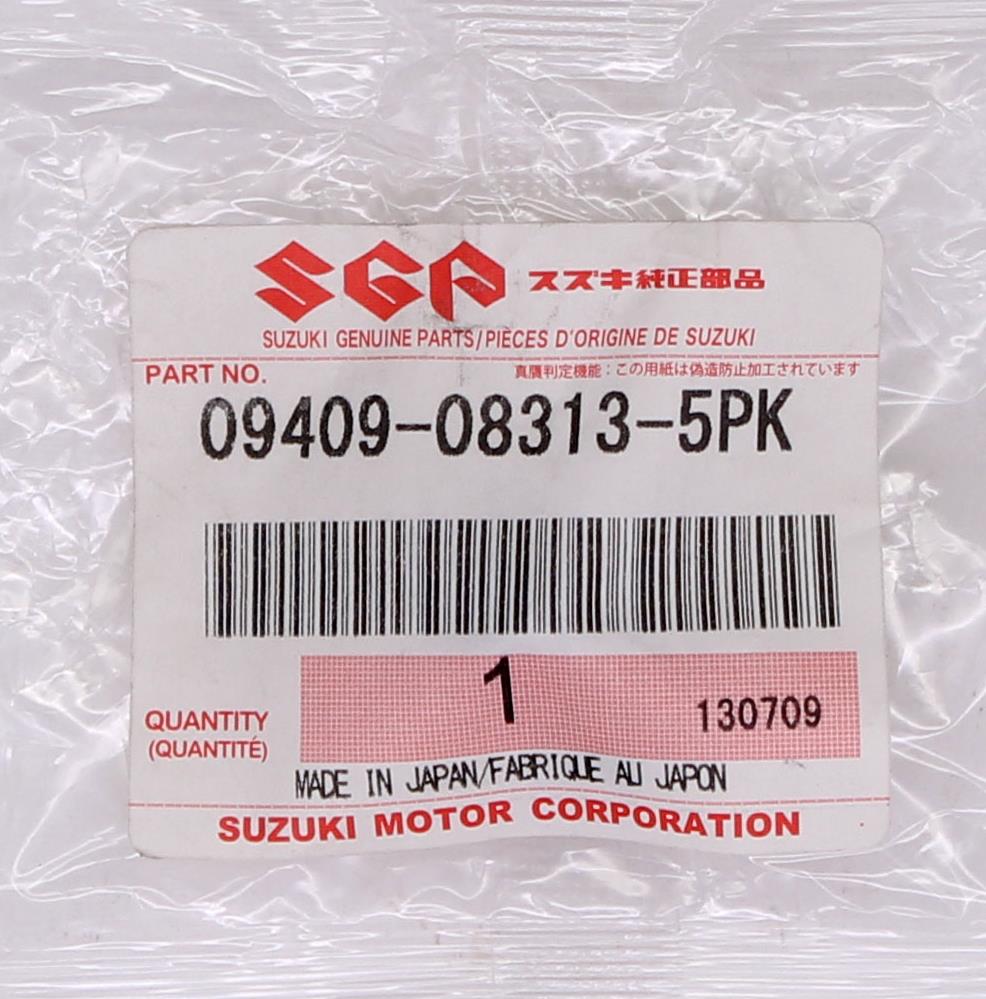 SGP スズキ純正部品
SUZUKI GENUINE PARTS/PIÈCES D'ORIGINE DE SUZUKI
PART NO. 真贋判定機能：この用紙は偽造防止加工されています
09409-08313-5PK
1
QUANTITY 130709
(QUANTITÉ)
MADE IN JAPAN/FABRIQUE AU JAPON
SUZUKI MOTOR CORPORATION